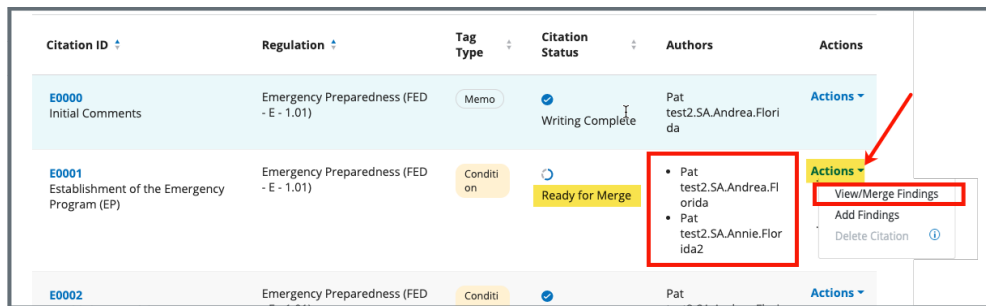 Citation ID Regulation Tag Type Citation Status Authors Actions
E0000
Initial Comments
Emergency Preparedness (FED
- E - 1.01)
Memo
Writing Complete
Pat
test2.SA.Andrea.Flori
da
Actions
E0001
Establishment of the Emergency
Program (EP)
Emergency Preparedness (FED
- E - 1.01)
Conditi
on
Ready for Merge
Pat
test2.SA.Andrea.Fl
orida
Pat
test2.SA.Annie.Flor
ida2
Actions
View/Merge Findings
Add Findings
Delete Citation
E0002
Emergency Preparedness (FED
Conditi
Pat
Actions